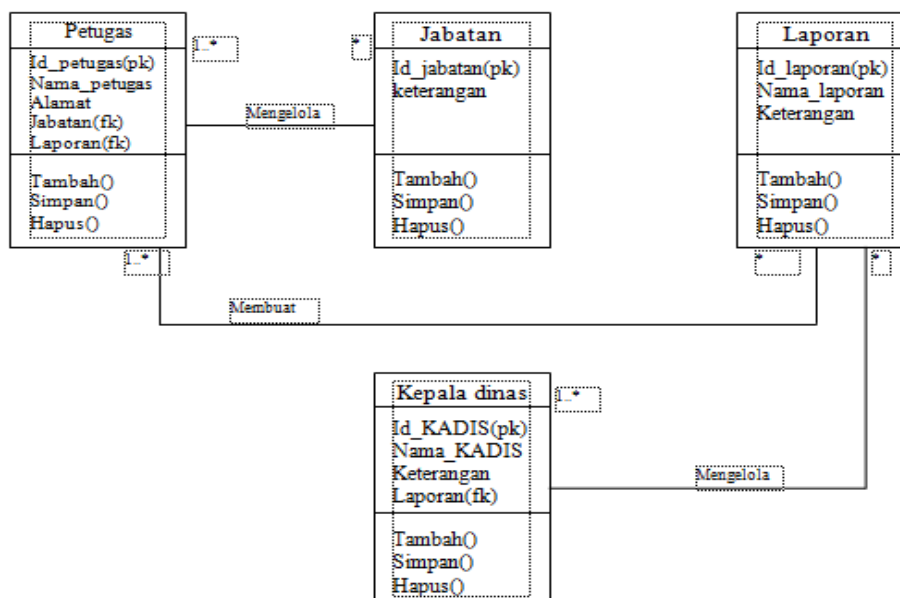 Petugas
Id_petugas(pk)
Nama_petugas
Alamat
Jabatan(fk)
Laporan(fk)
Tambah()
Simpan()
Hapus()
1..*
*
Mengelola
Jabatan
Id_jabatan(pk)
keterangan
Tambah()
Simpan()
Hapus()
Laporan
Id_laporan(pk)
Nama_laporan
Keterangan
Tambah()
Simpan()
Hapus()
1..*
*
*
Membuat
Kepala dinas
Id_KADIS(pk)
Nama_KADIS
Keterangan
Laporan(fk)
Tambah()
Simpan()
Hapus()
1..*
Mengelola